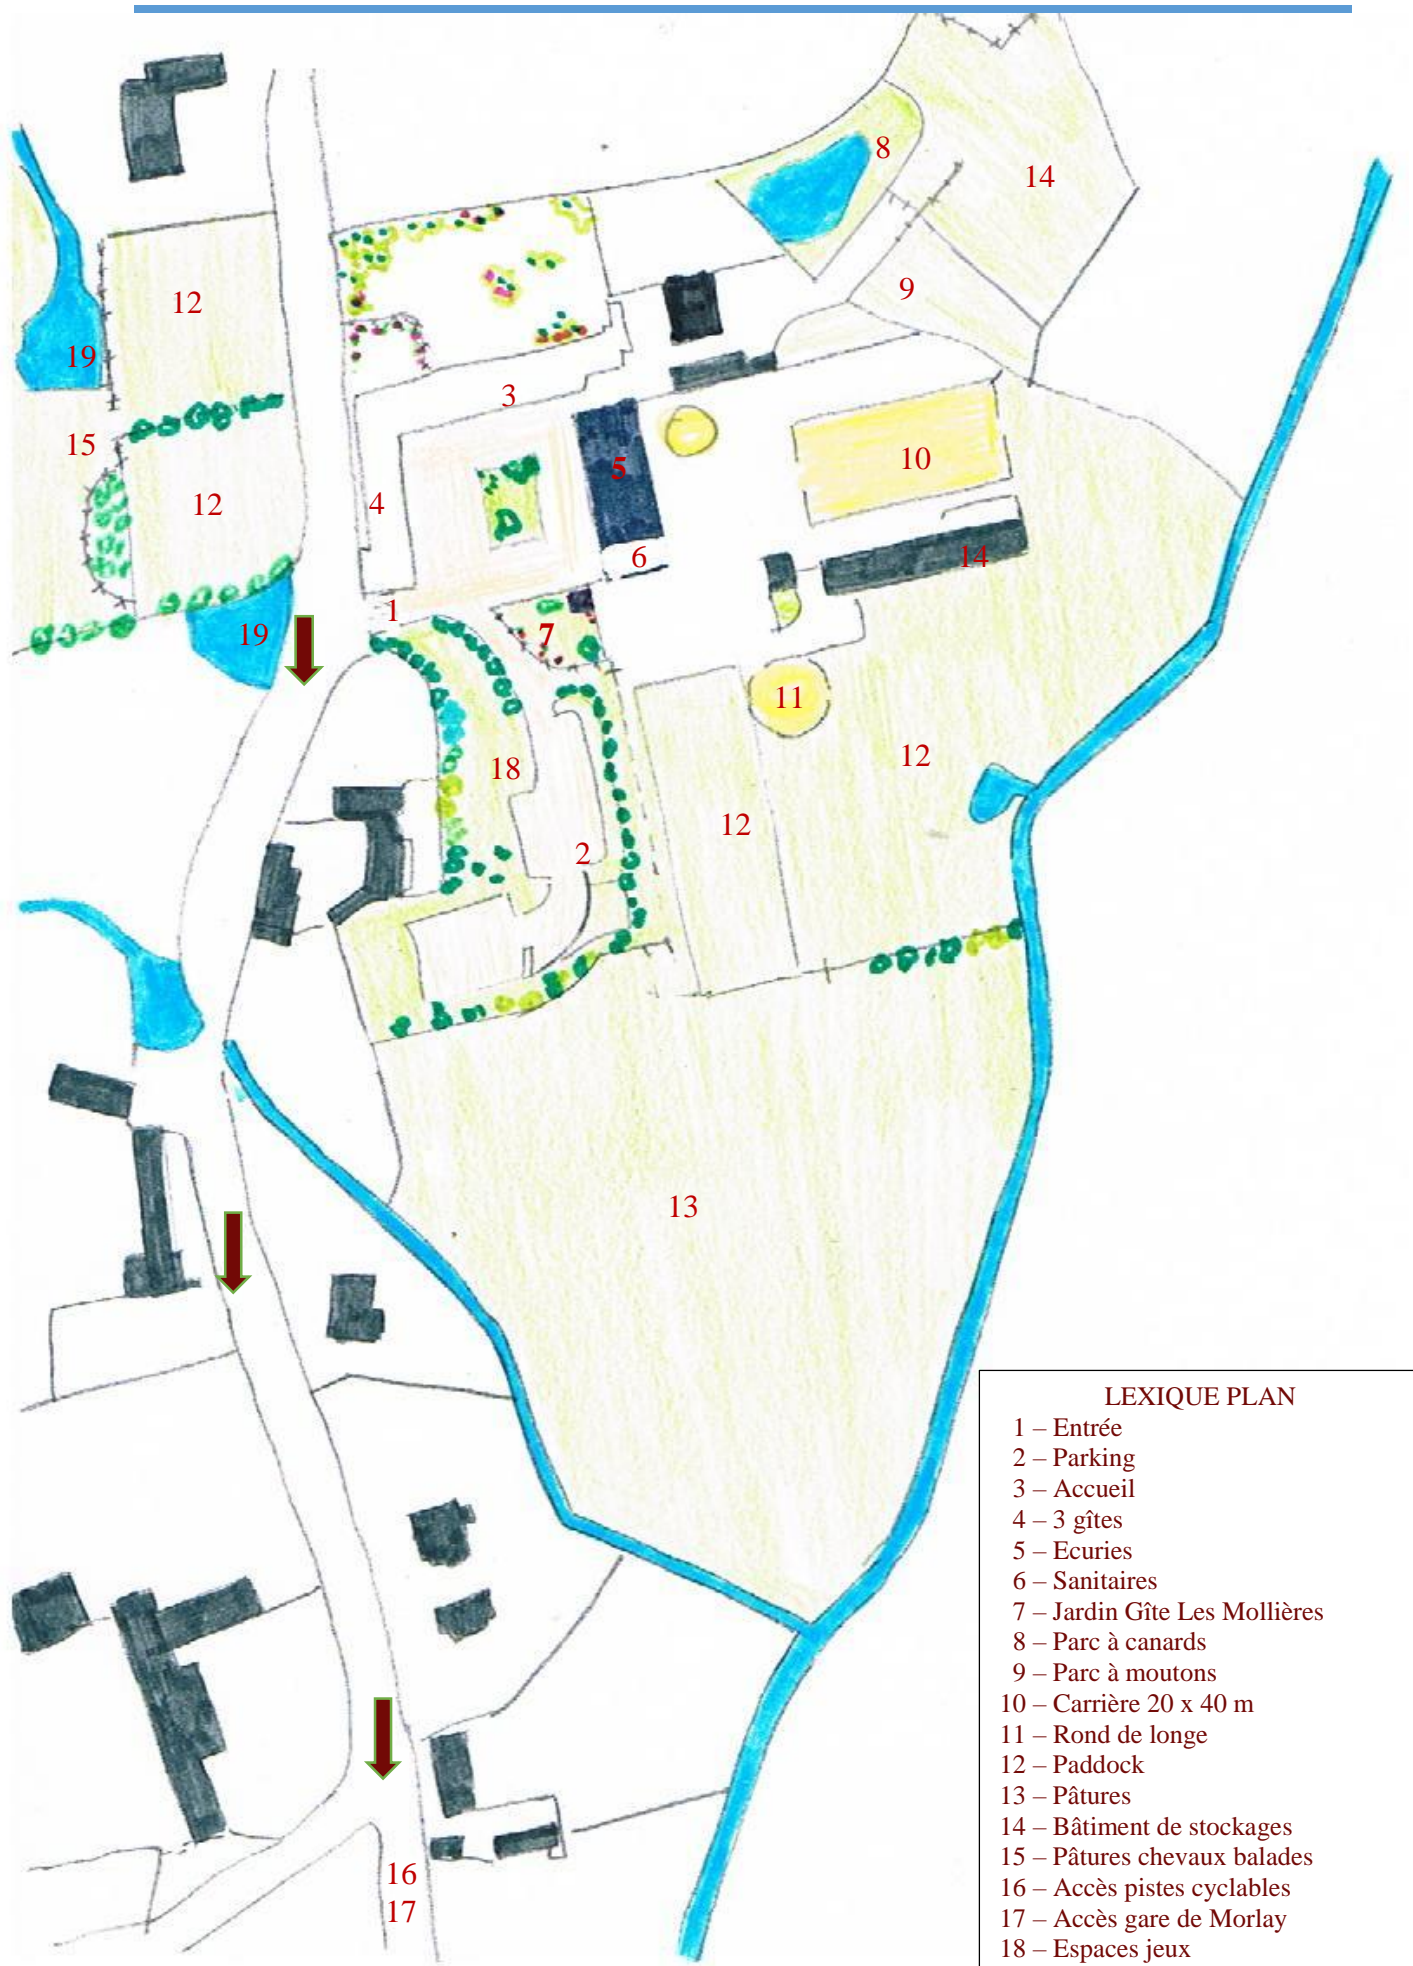 8
14
9
12
19
3
15
10
5
4
12
6
14
1
19
7
11
12
18
12
2
13
LEXIQUE PLAN
1 – Entrée
2 – Parking
3 – Accueil
4 – 3 gîtes
5 – Ecuries
6 – Sanitaires
7 – Jardin Gîte Les Mollières
8 – Parc à canards
9 – Parc à moutons
10 – Carrière 20 x 40 m
11 – Rond de longe
12 – Paddock
13 – Pâtures
14 – Bâtiment de stockages
15 – Pâtures chevaux balades
16 – Accès pistes cyclables
17 – Accès gare de Morlay
18 – Espaces jeux
16
17